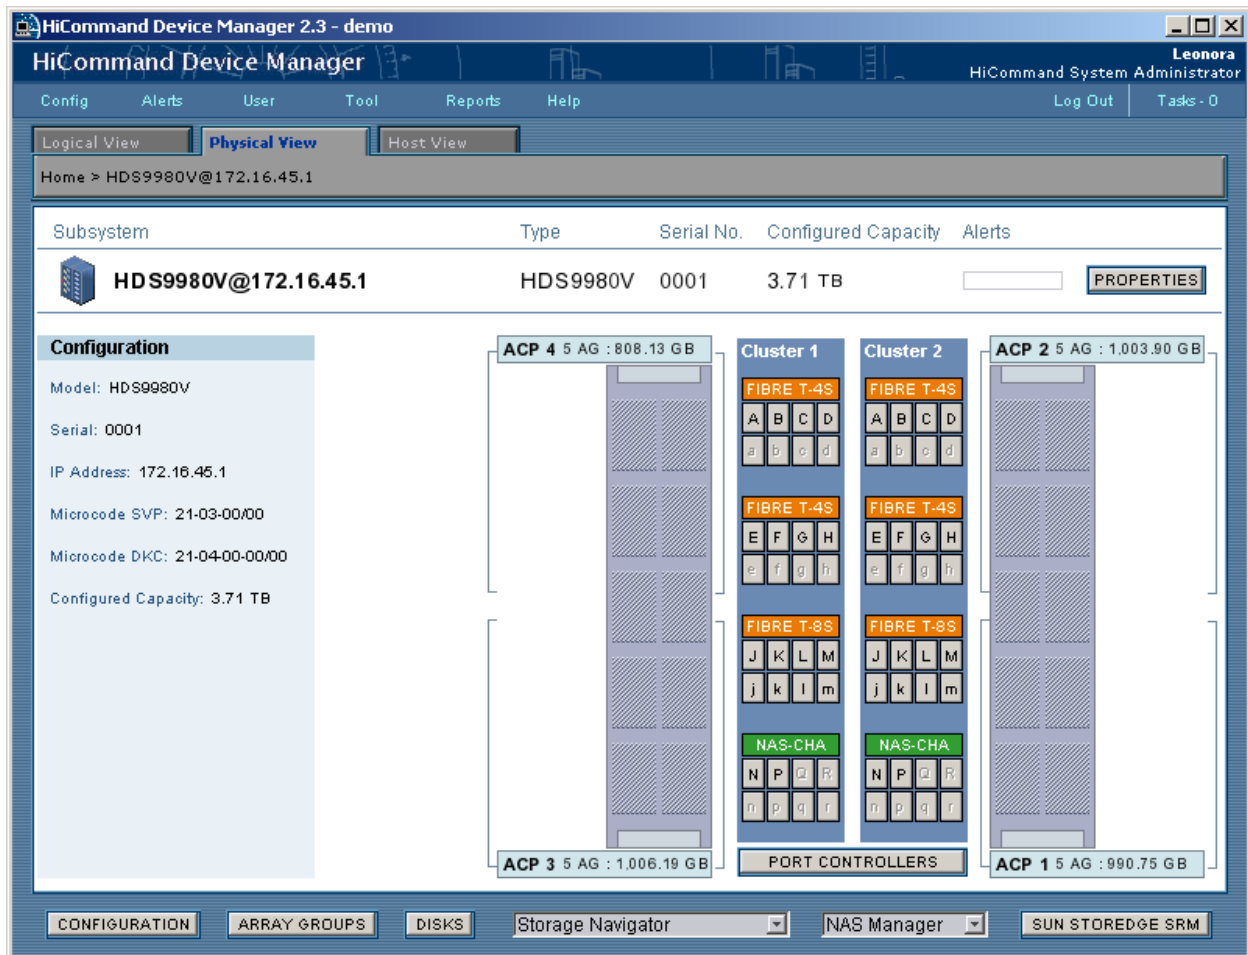 HiCommand Device Manager 2.3 - demo
HiCommand Device Manager
Leonora
HiCommand System Administrator
Config Alerts User Tool Reports Help Log Out Tasks - 0
Logical View Physical View Host View
Home > HDS9980V@172.16.45.1
Subsystem Type Serial No. Configured Capacity Alerts
HDS9980V@172.16.45.1 HDS9980V 0001 3.71 TB PROPERTIES
Configuration
Model: HDS9980V
Serial: 0001
IP Address: 172.16.45.1
Microcode SVP: 21-03-00/00
Microcode DKC: 21-04-00-00/00
Configured Capacity: 3.71 TB
ACP 4 5 AG : 808.13 GB
Cluster 1 Cluster 2
ACP 2 5 AG : 1,003.90 GB
FIBRE T-4S FIBRE T-4S
A B C D A B C D
a b c d a b c d
FIBRE T-4S FIBRE T-4S
E F G H E F G H
e f g h e f g h
FIBRE T-8S FIBRE T-8S
J K L M J K L M
j k l m j k l m
NAS-CHA NAS-CHA
N P Q R N P Q R
n p q r n p q r
ACP 3 5 AG : 1,006.19 GB
PORT CONTROLLERS
ACP 1 5 AG : 990.75 GB
CONFIGURATION ARRAY GROUPS DISKS Storage Navigator NAS Manager SUN STOREDGE SRM